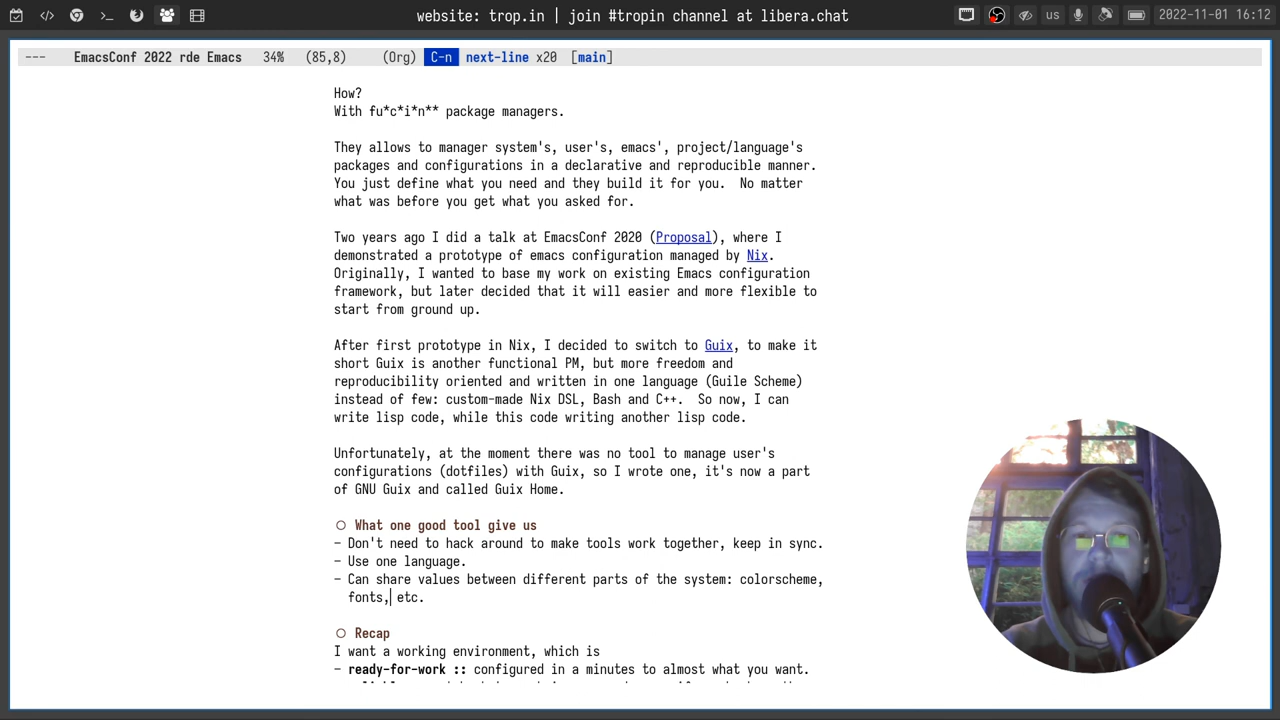 website: trop.in | join #tropin channel at libera.chat
us
2022-11-01 16:12
--- EmacsConf 2022 rde Emacs 34% (85,8) (Org) C-n next-line x20 [main]
How?
With fu*c*i*n** package managers.
They allows to manager system's, user's, emacs', project/language's
packages and configurations in a declarative and reproducible manner.
You just define what you need and they build it for you. No matter
what was before you get what you asked for.
Two years ago I did a talk at EmacsConf 2020 (Proposal), where I
demonstrated a prototype of emacs configuration managed by Nix.
Originally, I wanted to base my work on existing Emacs configuration
framework, but later decided that it will easier and more flexible to
start from ground up.
After first prototype in Nix, I decided to switch to Guix, to make it
short Guix is another functional PM, but more freedom and
reproducibility oriented and written in one language (Guile Scheme)
instead of few: custom-made Nix DSL, Bash and C++. So now, I can
write lisp code, while this code writing another lisp code.
Unfortunately, at the moment there was no tool to manage user's
configurations (dotfiles) with Guix, so I wrote one, it's now a part
of GNU Guix and called Guix Home.
○ What one good tool give us
- Don't need to hack around to make tools work together, keep in sync.
- Use one language.
- Can share values between different parts of the system: colorscheme,
fonts, etc.
○ Recap
I want a working environment, which is
- ready-for-work :: configured in a minutes to almost what you want.